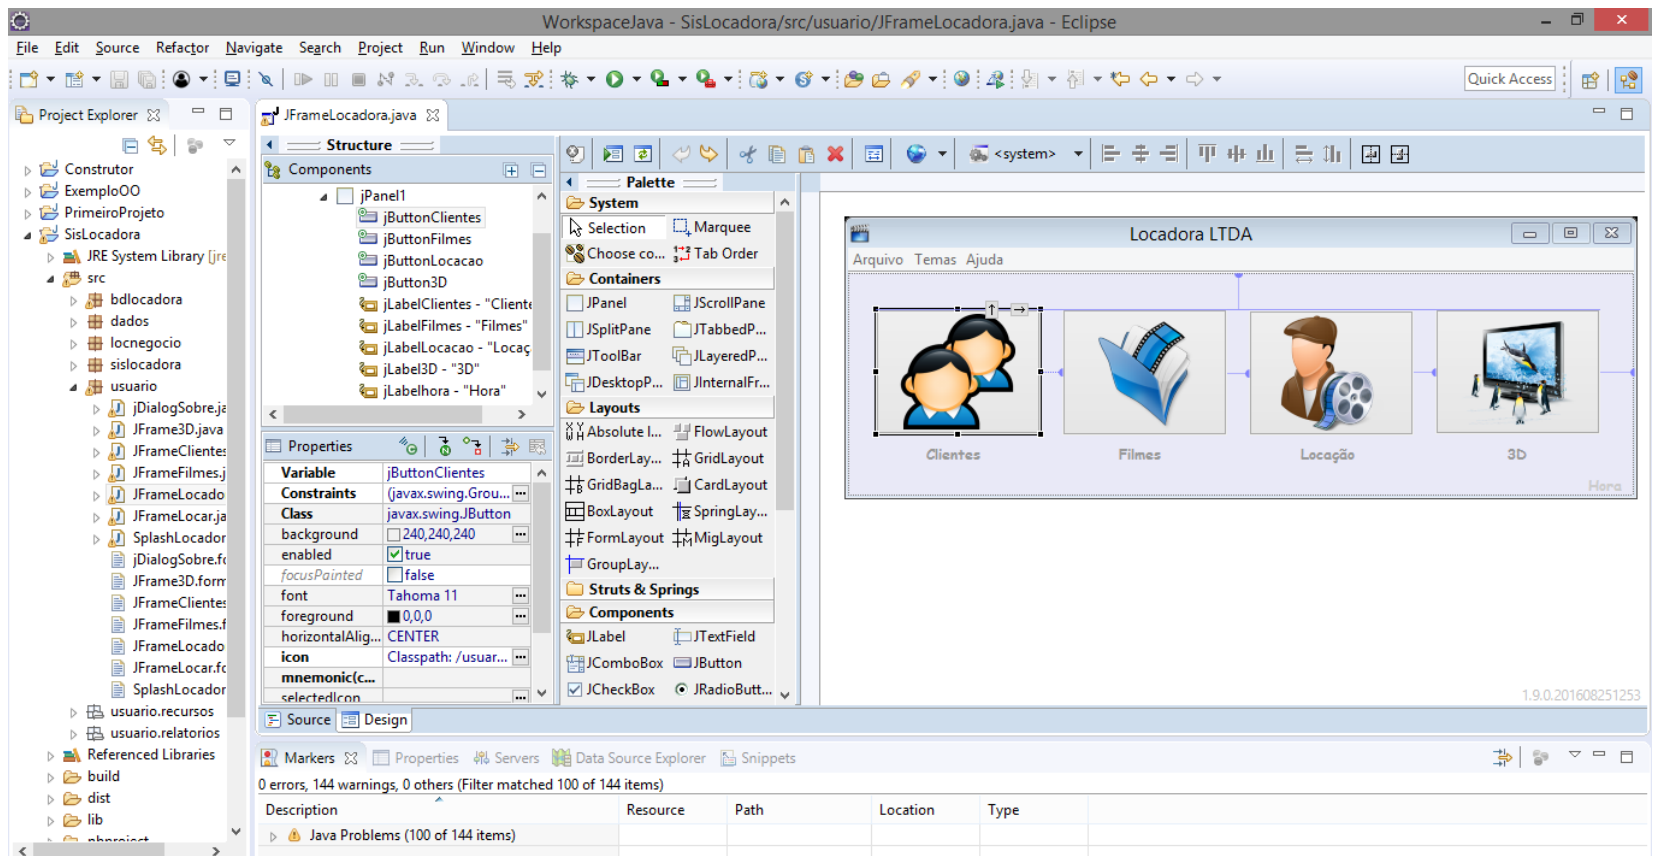 WorkspaceJava - SisLocadora/src/usuario/JFrameLocadora.java - Eclipse
File Edit Source Refactor Navigate Search Project Run Window Help
Quick Access
Project Explorer
Construtor
ExemploOO
PrimeiroProjeto
SisLocadora
JRE System Library [jre
src
bdlocadora
dados
locnegocio
sislocadora
usuario
jDialogSobre.ja
JFrame3D.java
JFrameClientes
JFrameFilmes.j
JFrameLocado
JFrameLocar.ja
SplashLocador
jDialogSobre.fo
JFrame3D.form
JFrameClientes
JFrameFilmes.f
JFrameLocado
JFrameLocar.fo
SplashLocador
usuario.recursos
usuario.relatorios
Referenced Libraries
build
dist
lib
nbproject
JFrameLocadora.java
Structure
Components
jPanel1
jButtonClientes
jButtonFilmes
jButtonLocacao
jButton3D
jLabelClientes - "Cliente
jLabelFilmes - "Filmes"
jLabelLocacao - "Locaç
jLabel3D - "3D"
jLabelhora - "Hora"
Properties
Variable jButtonClientes
Constraints (javax.swing.Grou... ...
Class javax.swing.JButton
background 240,240,240 ...
enabled true
focusPainted false
font Tahoma 11 ...
foreground 0,0,0 ...
horizontalAlig... CENTER
icon Classpath: /usuar... ...
mnemonic(c...
selectedIcon ...
<system>
Palette
System
Selection Marquee
Choose co... Tab Order
Containers
JPanel JScrollPane
JSplitPane JTabbedP...
JToolBar JLayeredP...
JDesktopP... JInternalFr...
Layouts
Absolute l... FlowLayout
BorderLay... GridLayout
GridBagLa... CardLayout
BoxLayout SpringLay...
FormLayout MigLayout
GroupLay...
Struts & Springs
Components
JLabel JTextField
JComboBox JButton
JCheckBox JRadioButt...
Locadora LTDA
Arquivo Temas Ajuda
Clientes Filmes Locação 3D
Hora
1.9.0.201608251253
Source Design
Markers Properties Servers Data Source Explorer Snippets
0 errors, 144 warnings, 0 others (Filter matched 100 of 144 items)
Description Resource Path Location Type
Java Problems (100 of 144 items)